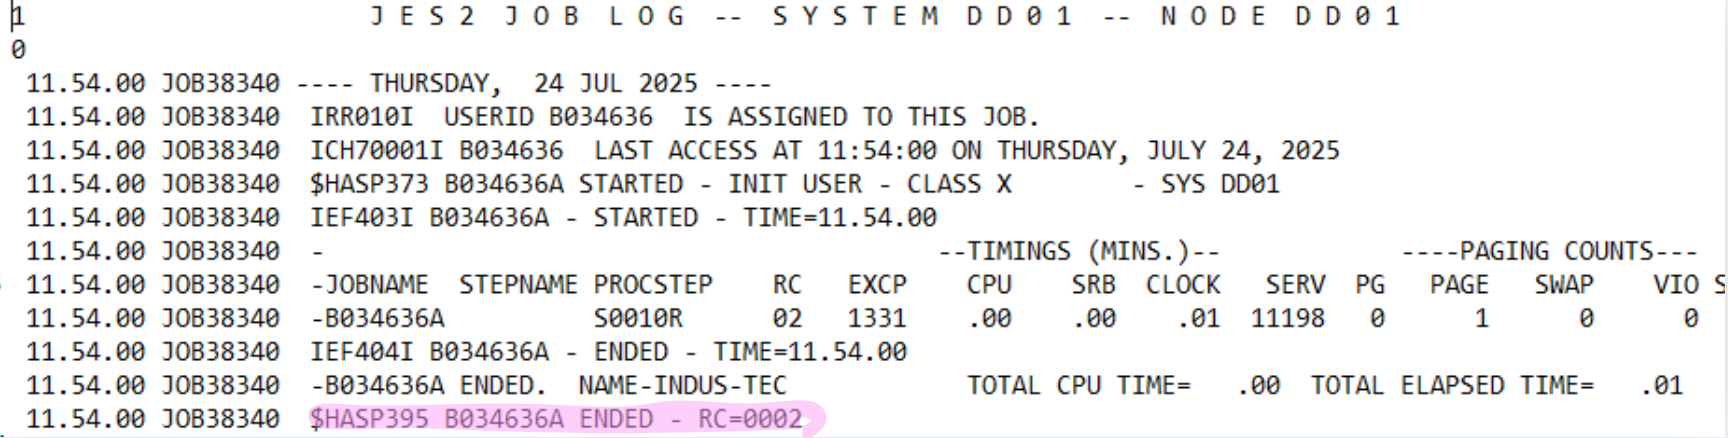 1                       J E S 2  J O B  L O G  --  S Y S T E M  D D 0 1  --  N O D E  D D 0 1
0
 11.54.00 JOB38340 ---- THURSDAY,  24 JUL 2025 ----
 11.54.00 JOB38340  IRR010I  USERID B034636  IS ASSIGNED TO THIS JOB.
 11.54.00 JOB38340  ICH70001I B034636  LAST ACCESS AT 11:54:00 ON THURSDAY, JULY 24, 2025
 11.54.00 JOB38340  $HASP373 B034636A STARTED - INIT USER - CLASS X        - SYS DD01
 11.54.00 JOB38340  IEF403I B034636A - STARTED - TIME=11.54.00
 11.54.00 JOB38340  -                                         --TIMINGS (MINS.)--            ----PAGING COUNTS---
 11.54.00 JOB38340  -JOBNAME  STEPNAME PROCSTEP    RC   EXCP    CPU    SRB  CLOCK   SERV  PG   PAGE   SWAP    VIO S
 11.54.00 JOB38340  -B034636A          S0010R      02   1331    .00    .00    .01  11198   0      1      0      0
 11.54.00 JOB38340  IEF404I B034636A - ENDED - TIME=11.54.00
 11.54.00 JOB38340  -B034636A ENDED.  NAME-INDUS-TEC            TOTAL CPU TIME=   .00  TOTAL ELAPSED TIME=   .01
 11.54.00 JOB38340  $HASP395 B034636A ENDED - RC=0002